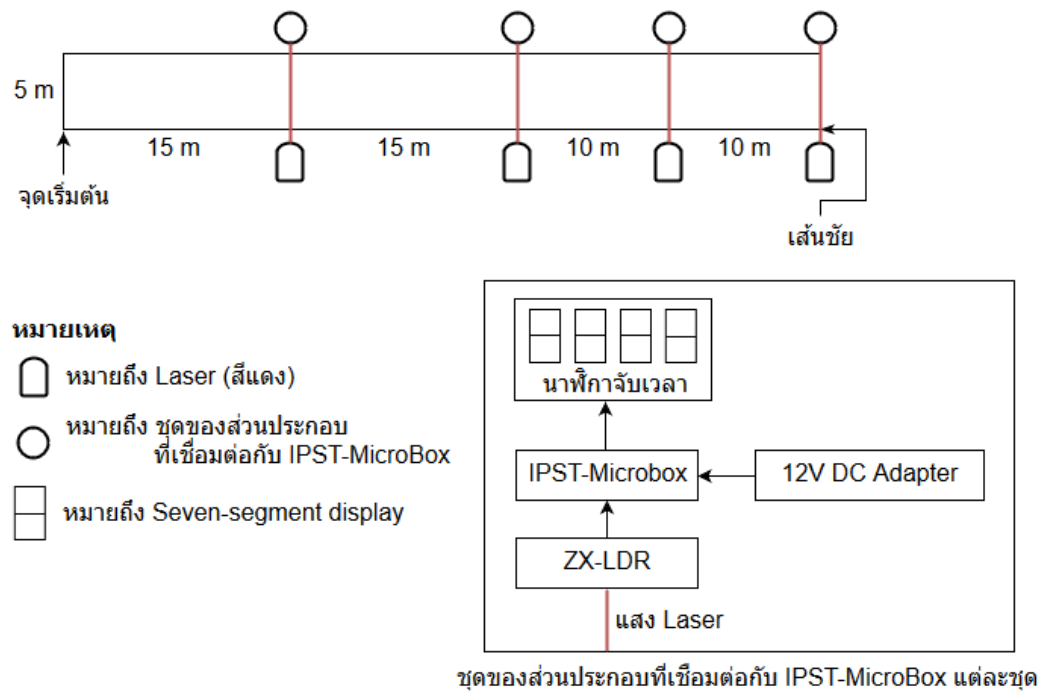 5 m
15 m
15 m
10 m
10 m
จุดเริ่มต้น
เส้นชัย
หมายเหตุ
หมายถึง Laser (สีแดง)
หมายถึง ชุดของส่วนประกอบ
ที่เชื่อมต่อกับ IPST-MicroBox
หมายถึง Seven-segment display
นาฬิกาจับเวลา
IPST-Microbox
12V DC Adapter
ZX-LDR
แสง Laser
ชุดของส่วนประกอบที่เชื่อมต่อกับ IPST-MicroBox แต่ละชุด